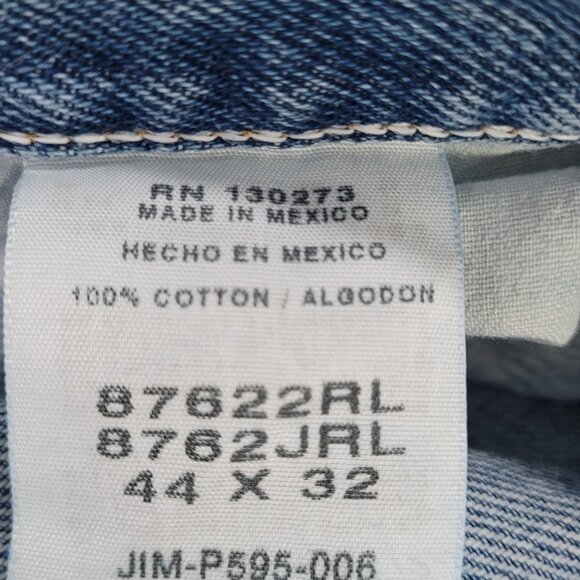 RN 130273
MADE IN MEXICO
HECHO EN MEXICO
100% COTTON / ALGODON
87622RL
8762JRL
44 X 32
JIM-P595-006